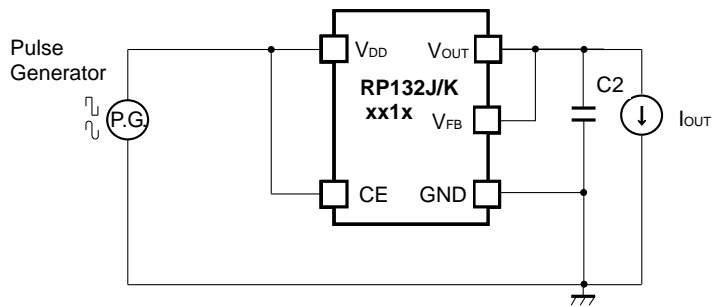 Pulse
Generator
P.G.
VDD
VOUT
RP132J/K
xx1x
VFB
CE
GND
C2
IOUT